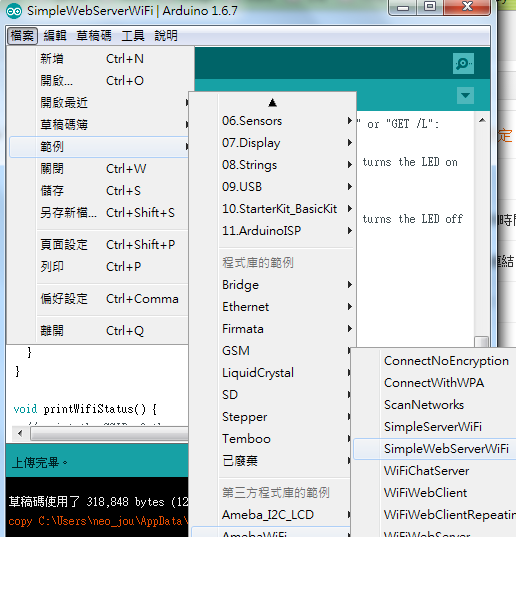 SimpleWebServerWiFi | Arduino 1.6.7
檔案 編輯 草稿碼 工具 說明
新增 Ctrl+N
開啟... Ctrl+O
開啟最近
草稿碼簿
範例
關閉 Ctrl+W
儲存 Ctrl+S
另存新檔... Ctrl+Shift+S
頁面設定 Ctrl+Shift+P
列印 Ctrl+P
偏好設定 Ctrl+Comma
離開 Ctrl+Q
06.Sensors
07.Display
08.Strings
09.USB
10.StarterKit_BasicKit
11.ArduinoISP
程式庫的範例
Bridge
Ethernet
Firmata
GSM
LiquidCrystal
SD
Stepper
Temboo
已廢棄
第三方程式庫的範例
Ameba_I2C_LCD
AmebaWiFi
ConnectNoEncryption
ConnectWithWPA
ScanNetworks
SimpleServerWiFi
SimpleWebServerWiFi
WiFiChatServer
WiFiWebClient
WiFiWebClientRepeatin
WiFiWebServer
" or "GET /L":
turns the LED on
turns the LED off
}
}
void printWifiStatus() {
上傳完畢。
草稿碼使用了 318,848 bytes (12
copy C:\Users\neo_jou\AppData\
定
時間
結